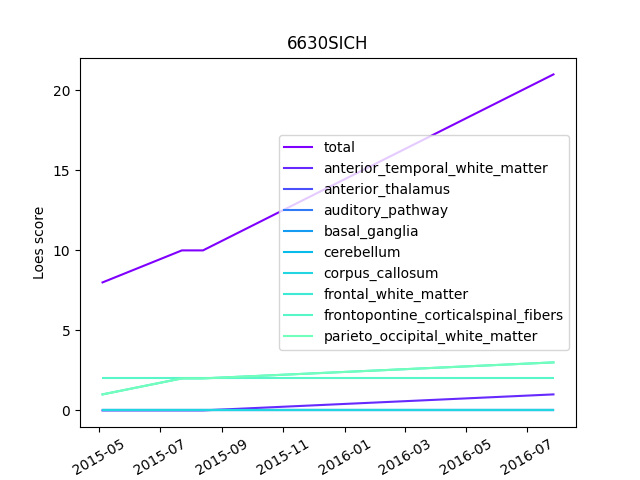 6630SICH
Loes score
20
15
10
5
0
total
anterior_temporal_white_matter
anterior_thalamus
auditory_pathway
basal_ganglia
cerebellum
corpus_callosum
frontal_white_matter
frontopontine_corticalspinal_fibers
parieto_occipital_white_matter
2015-05
2015-07
2015-09
2015-11
2016-01
2016-03
2016-05
2016-07